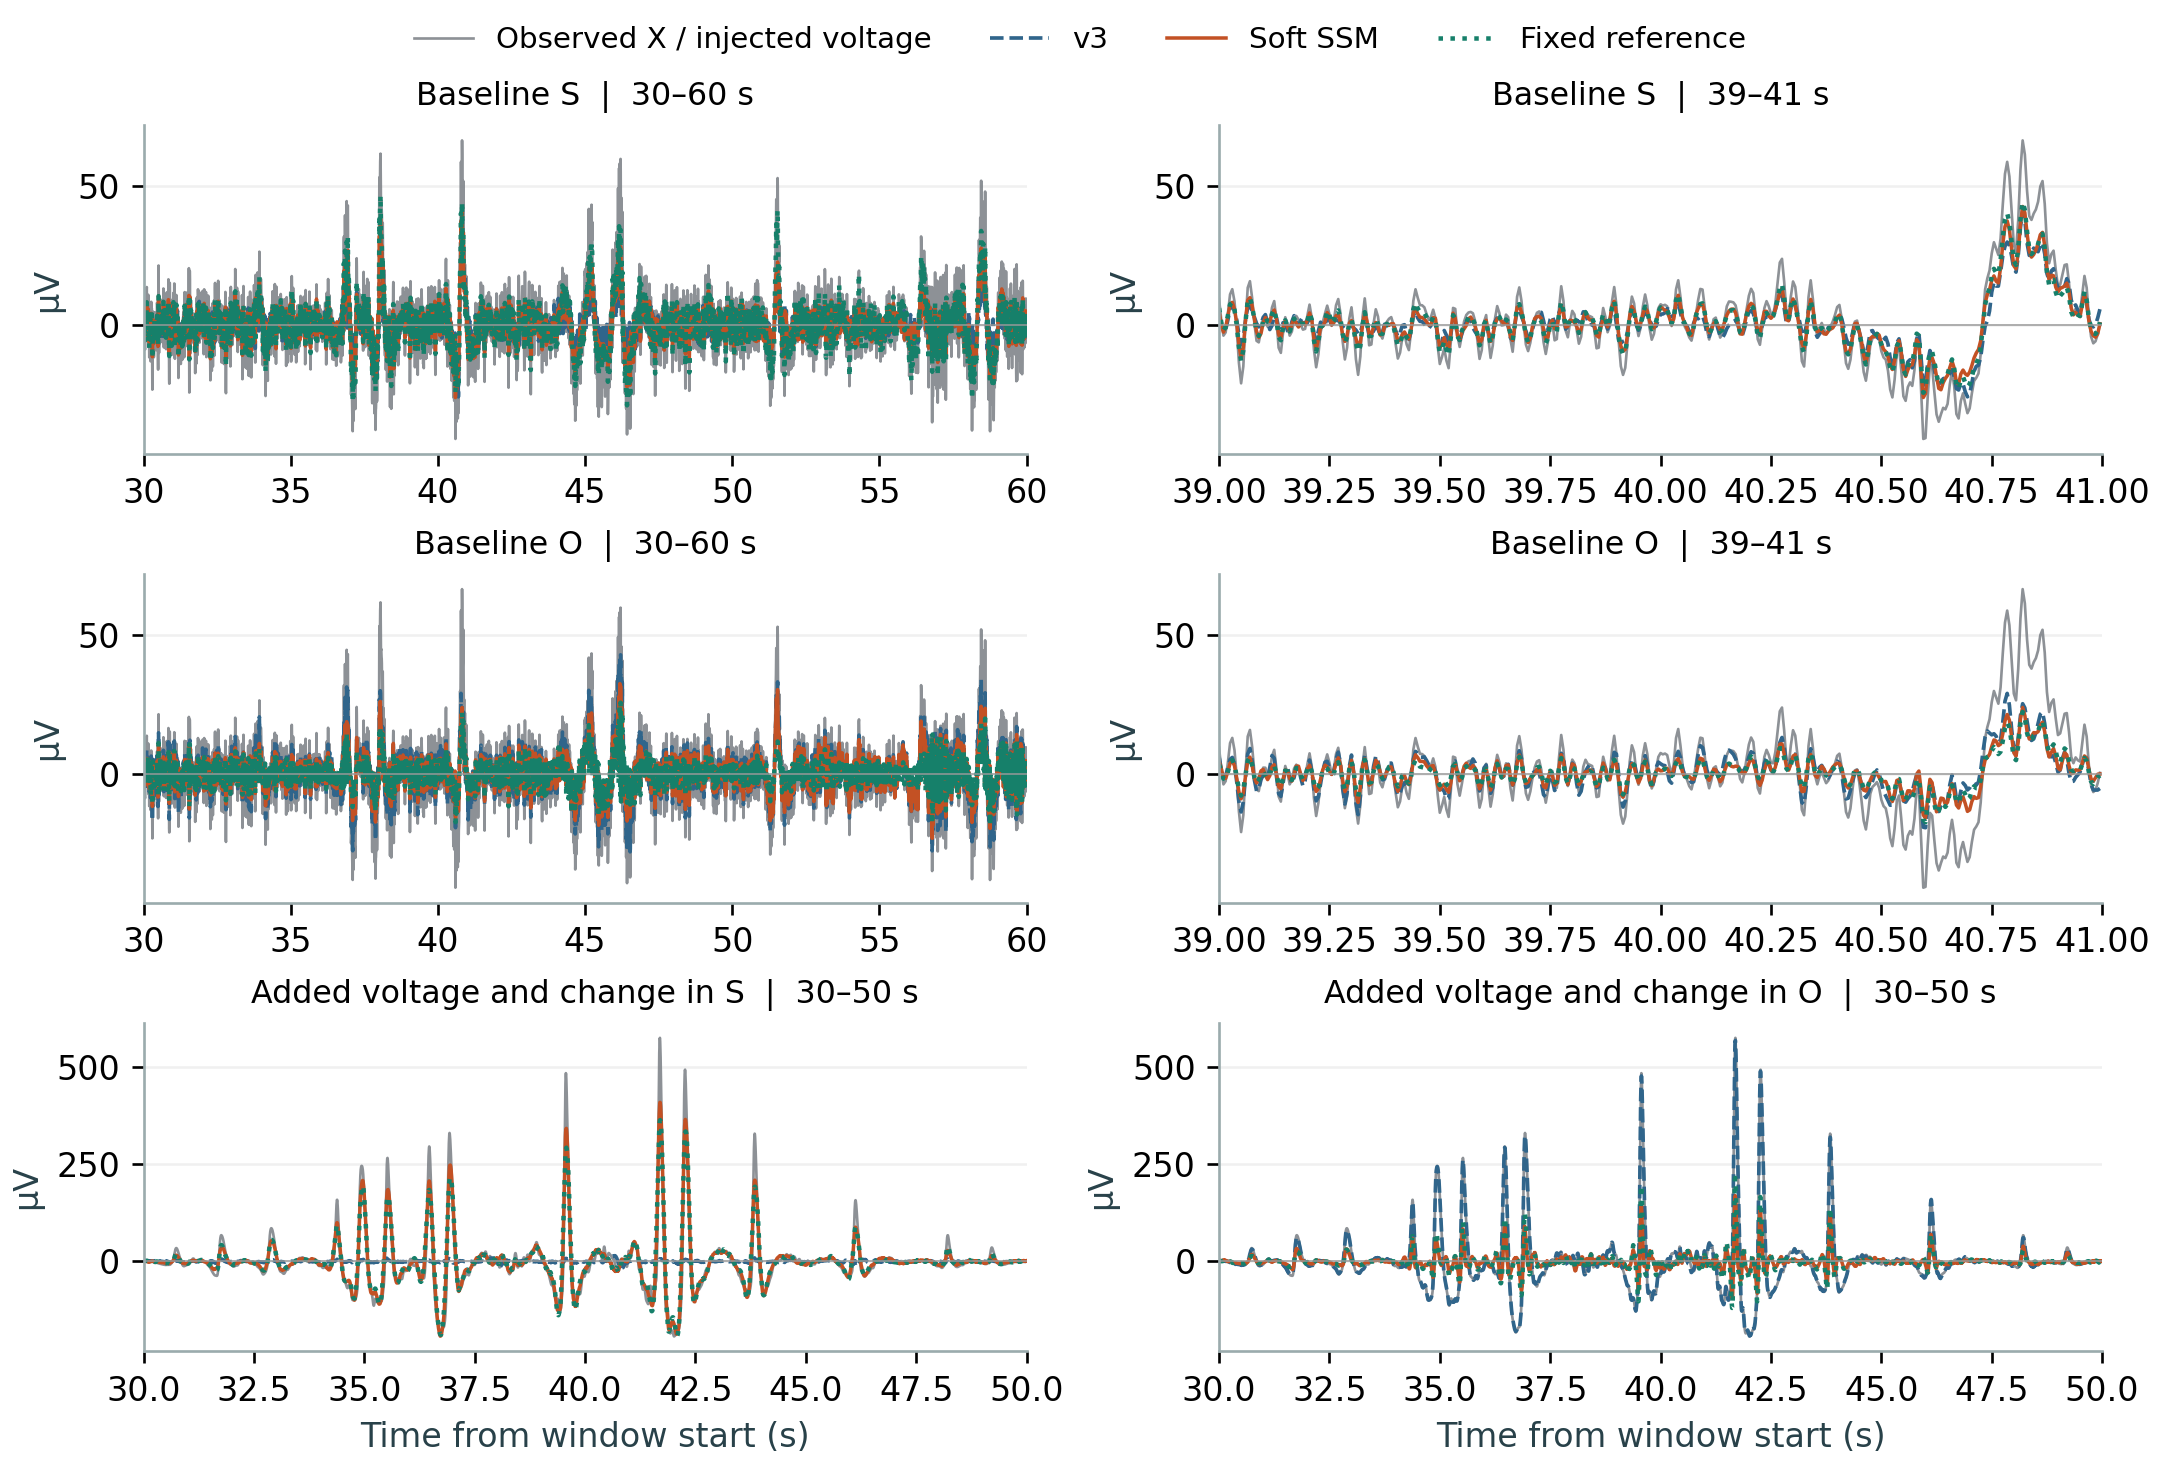 Observed X / injected voltage v3 Soft SSM Fixed reference
Baseline S | 30–60 s
Baseline S | 39–41 s
µV
50
0
30 35 40 45 50 55 60
µV
50
0
39.00 39.25 39.50 39.75 40.00 40.25 40.50 40.75 41.00
Baseline O | 30–60 s
Baseline O | 39–41 s
µV
50
0
30 35 40 45 50 55 60
µV
50
0
39.00 39.25 39.50 39.75 40.00 40.25 40.50 40.75 41.00
Added voltage and change in S | 30–50 s
Added voltage and change in O | 30–50 s
µV
500
250
0
30.0 32.5 35.0 37.5 40.0 42.5 45.0 47.5 50.0
Time from window start (s)
µV
500
250
0
30.0 32.5 35.0 37.5 40.0 42.5 45.0 47.5 50.0
Time from window start (s)